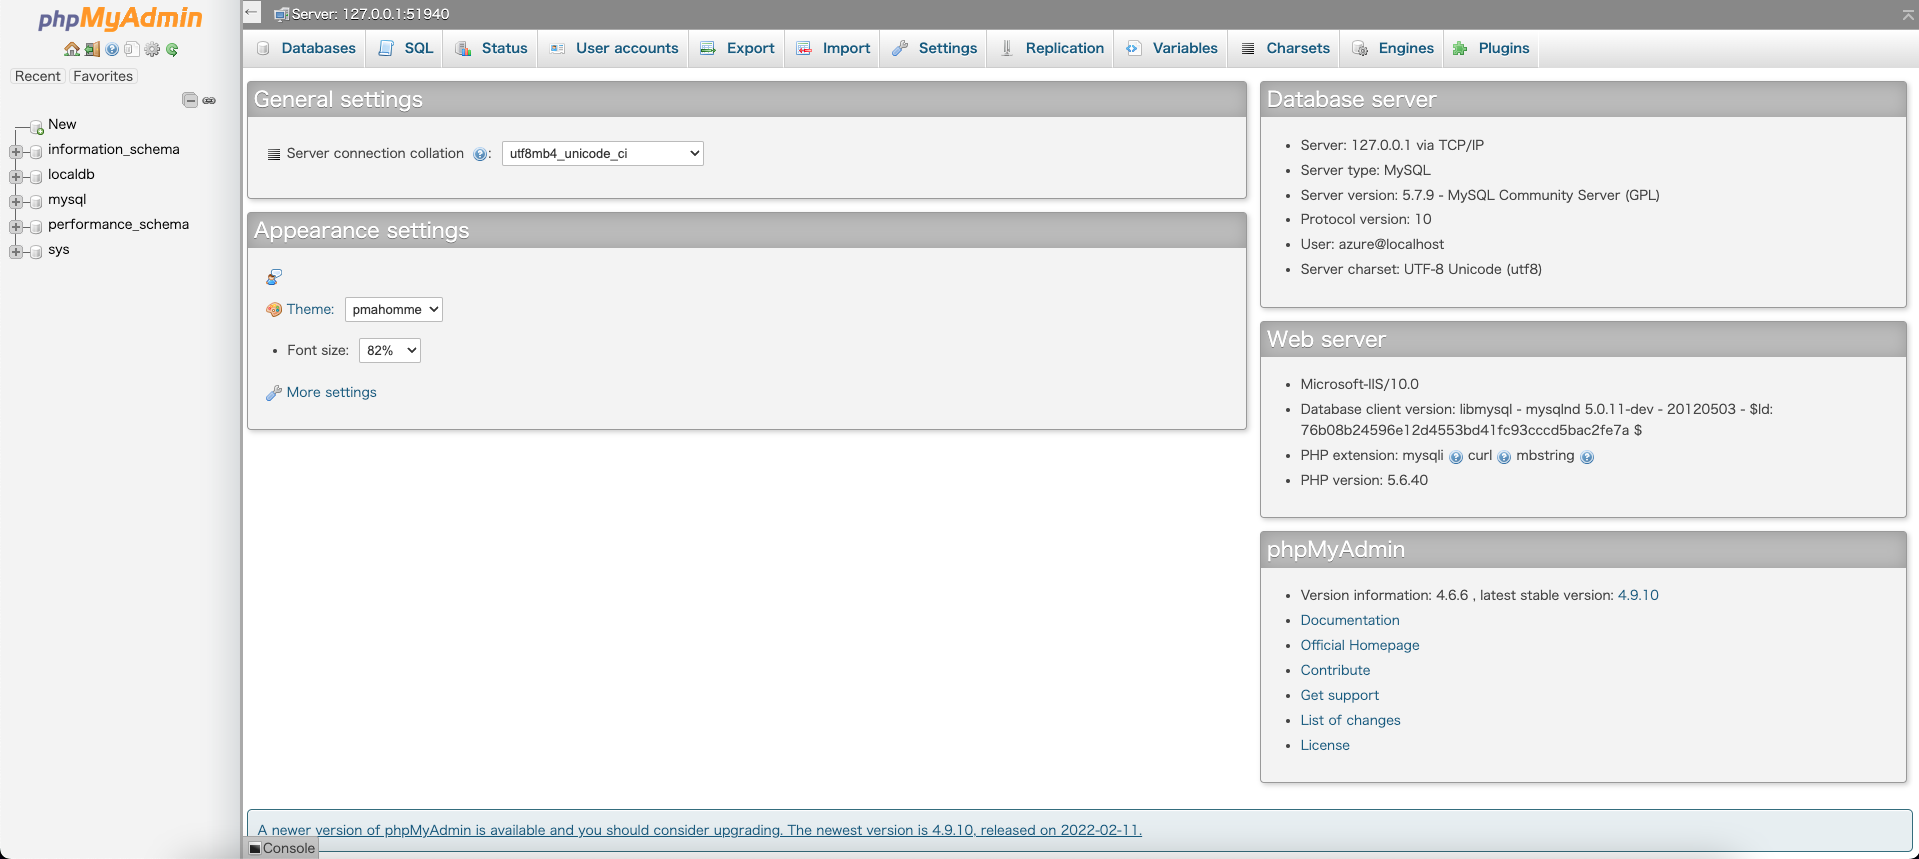 phpMyAdmin
Recent Favorites
New
information_schema
localdb
mysql
performance_schema
sys
Server: 127.0.0.1:51940
Databases SQL Status User accounts Export Import Settings Replication Variables Charsets Engines Plugins
General settings
Server connection collation : utf8mb4_unicode_ci
Appearance settings
Theme: pmahomme
Font size: 82%
More settings
Database server
Server: 127.0.0.1 via TCP/IP
Server type: MySQL
Server version: 5.7.9 - MySQL Community Server (GPL)
Protocol version: 10
User: azure@localhost
Server charset: UTF-8 Unicode (utf8)
Web server
Microsoft-IIS/10.0
Database client version: libmysql - mysqlnd 5.0.11-dev - 20120503 - $Id:
76b08b24596e12d4553bd41fc93cccd5bac2fe7a $
PHP extension: mysqli curl mbstring
PHP version: 5.6.40
phpMyAdmin
Version information: 4.6.6 , latest stable version: 4.9.10
Documentation
Official Homepage
Contribute
Get support
List of changes
License
A newer version of phpMyAdmin is available and you should consider upgrading. The newest version is 4.9.10, released on 2022-02-11.
Console